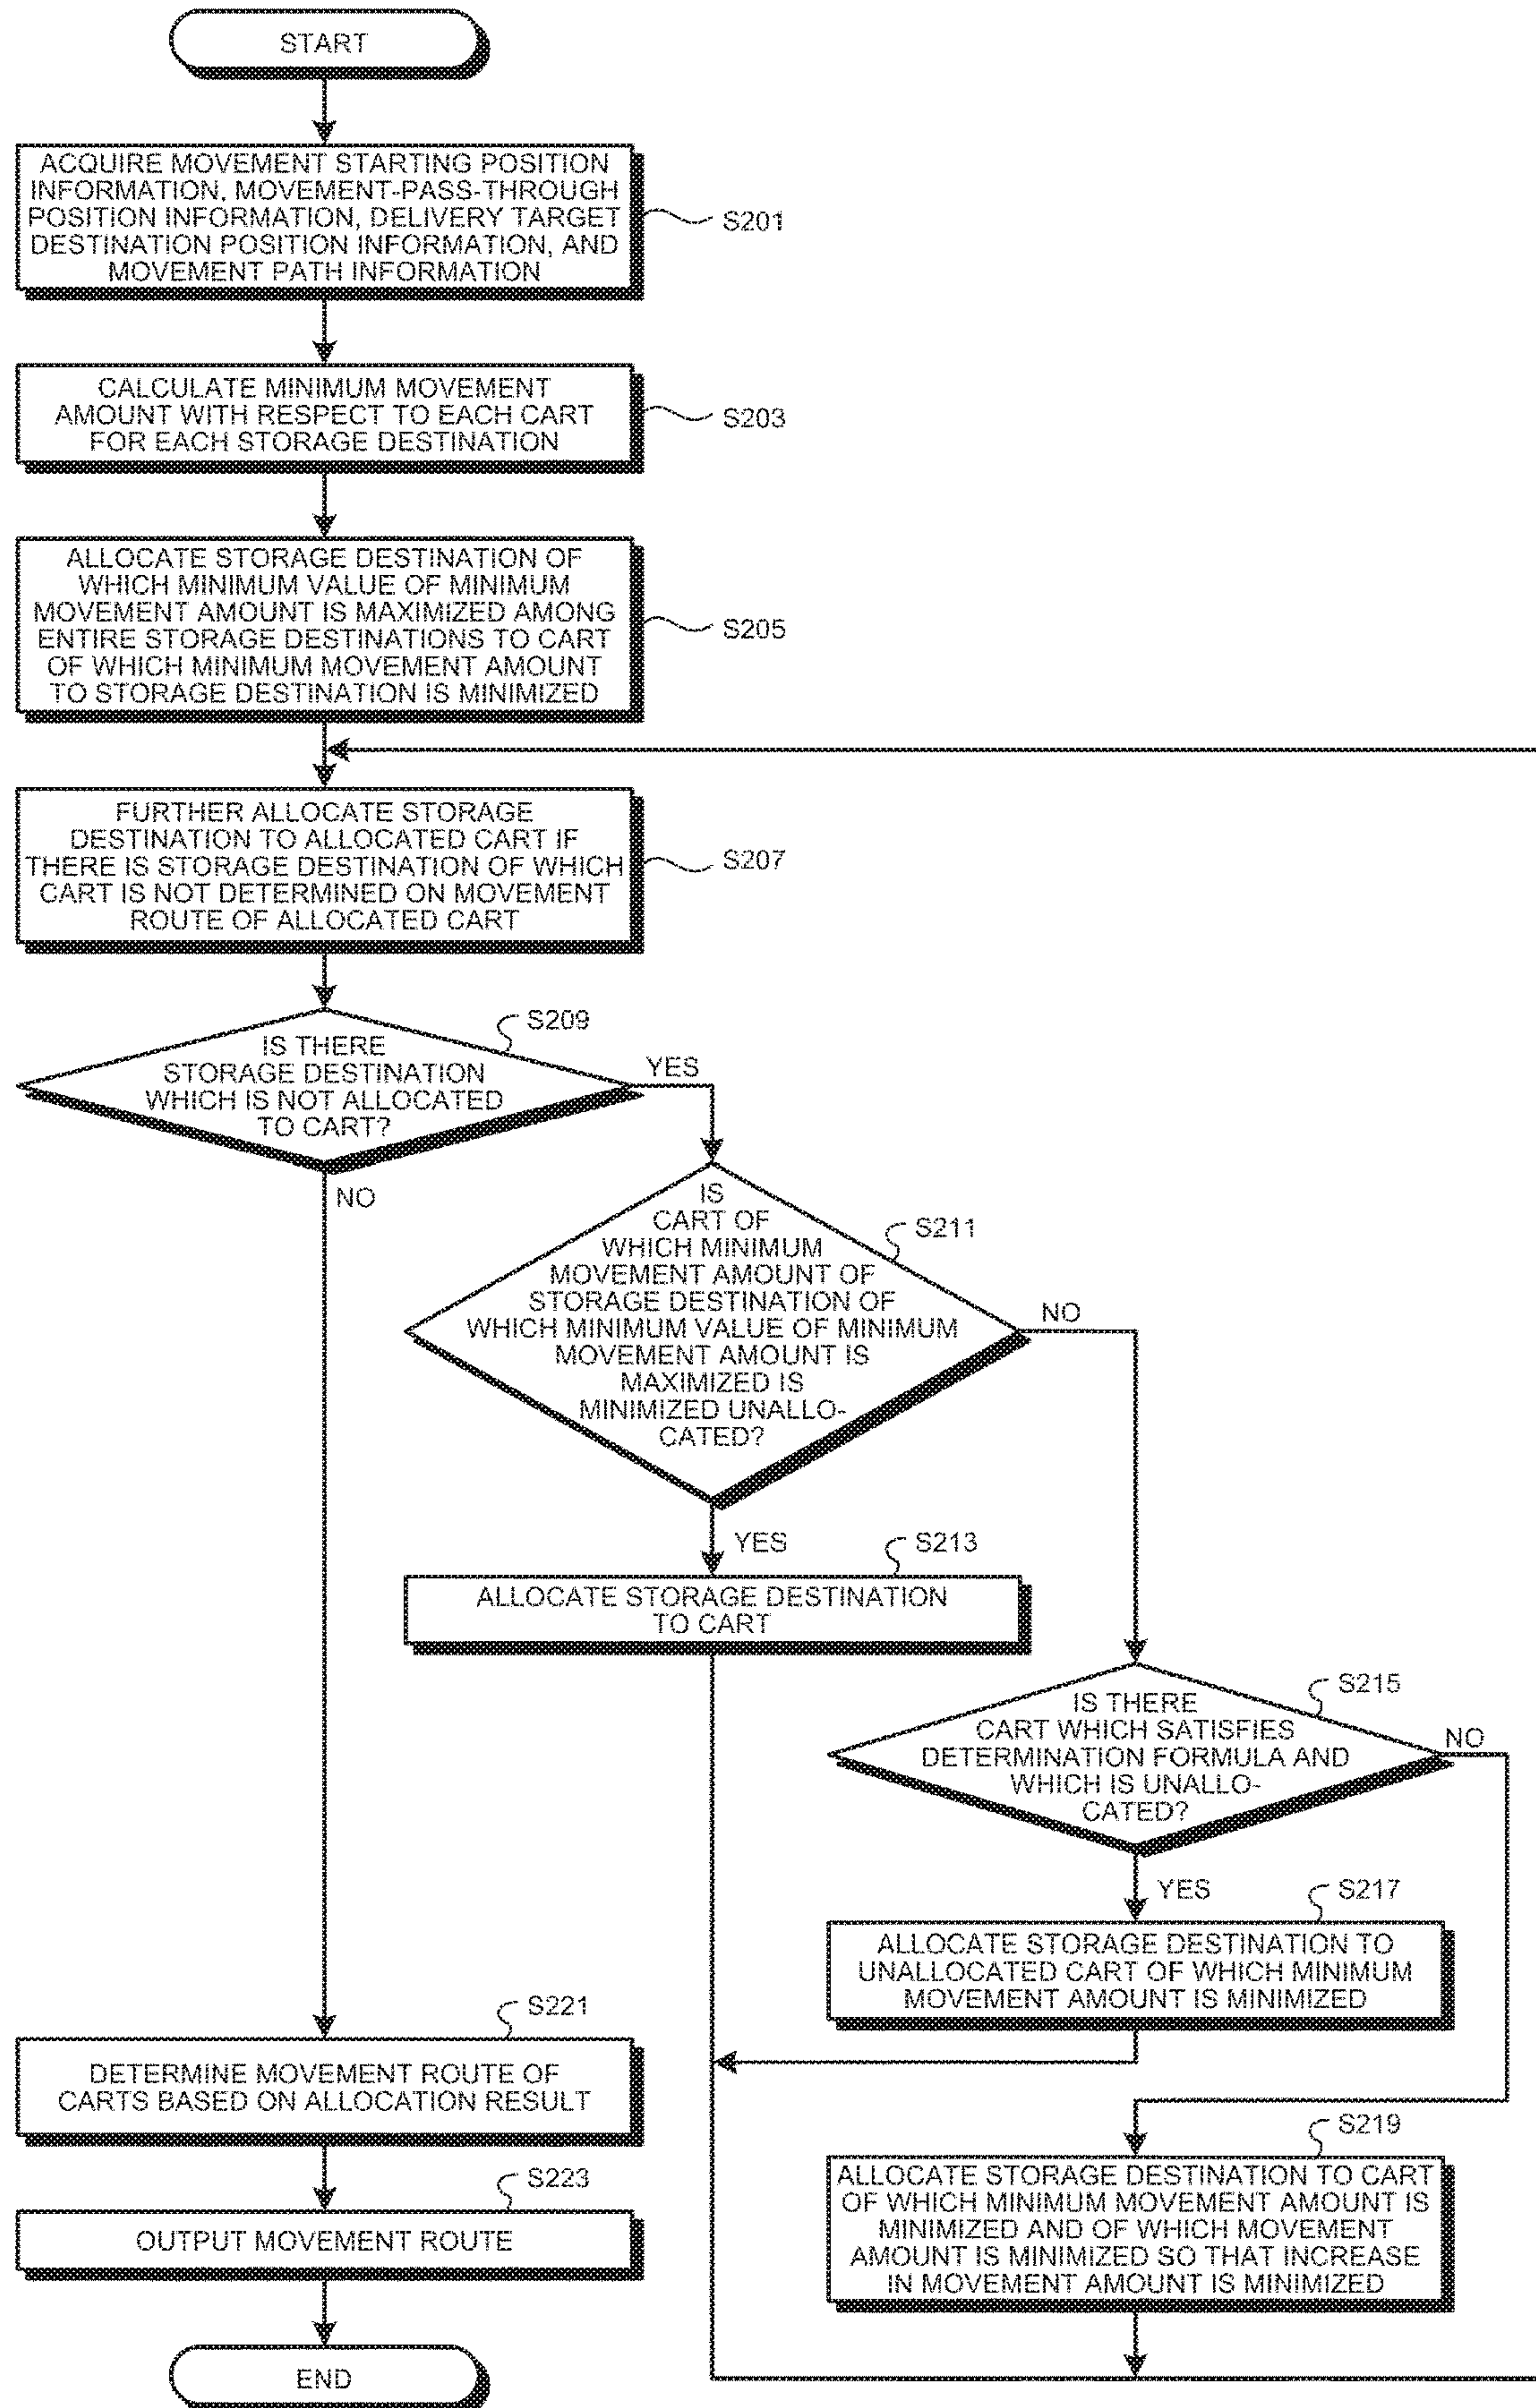 START
ACQUIRE MOVEMENT STARTING POSITION
INFORMATION, MOVEMENT-PASS-THROUGH
POSITION INFORMATION, DELIVERY TARGET
DESTINATION POSITION INFORMATION, AND
MOVEMENT PATH INFORMATION
S201
CALCULATE MINIMUM MOVEMENT
AMOUNT WITH RESPECT TO EACH CART
FOR EACH STORAGE DESTINATION
S203
ALLOCATE STORAGE DESTINATION OF
WHICH MINIMUM VALUE OF MINIMUM
MOVEMENT AMOUNT IS MAXIMIZED AMONG
ENTIRE STORAGE DESTINATIONS TO CART
OF WHICH MINIMUM MOVEMENT AMOUNT
TO STORAGE DESTINATION IS MINIMIZED
S205
FURTHER ALLOCATE STORAGE
DESTINATION TO ALLOCATED CART IF
THERE IS STORAGE DESTINATION OF WHICH
CART IS NOT DETERMINED ON MOVEMENT
ROUTE OF ALLOCATED CART
S207
S209
IS THERE
STORAGE DESTINATION
WHICH IS NOT ALLOCATED
TO CART?
YES
NO
S211
IS
CART OF
WHICH MINIMUM
MOVEMENT AMOUNT OF
STORAGE DESTINATION OF
WHICH MINIMUM VALUE OF MINIMUM
MOVEMENT AMOUNT IS
MAXIMIZED IS
MINIMIZED UNALLO-
CATED?
NO
YES
S213
ALLOCATE STORAGE DESTINATION
TO CART
S215
IS THERE
CART WHICH SATISFIES
DETERMINATION FORMULA AND
WHICH IS UNALLO-
CATED?
NO
YES
S217
ALLOCATE STORAGE DESTINATION TO
UNALLOCATED CART OF WHICH MINIMUM
MOVEMENT AMOUNT IS MINIMIZED
S219
ALLOCATE STORAGE DESTINATION TO CART
OF WHICH MINIMUM MOVEMENT AMOUNT IS
MINIMIZED AND OF WHICH MOVEMENT
AMOUNT IS MINIMIZED SO THAT INCREASE
IN MOVEMENT AMOUNT IS MINIMIZED
S221
DETERMINE MOVEMENT ROUTE OF
CARTS BASED ON ALLOCATION RESULT
S223
OUTPUT MOVEMENT ROUTE
END